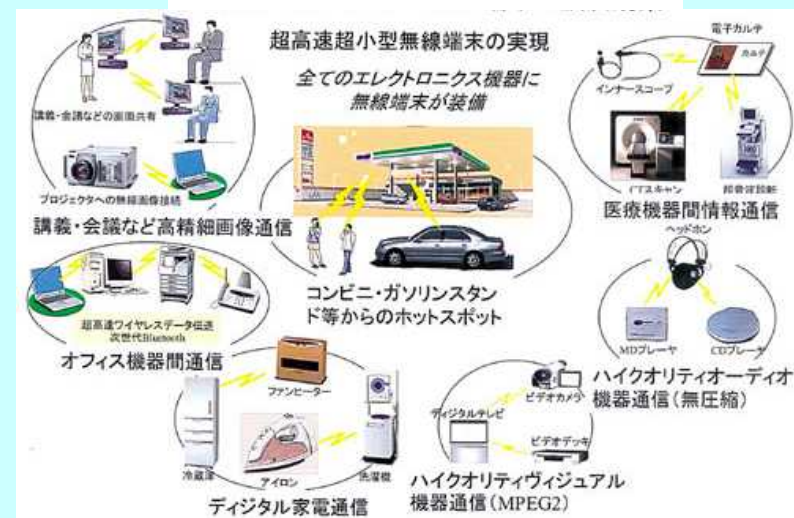 超高速超小型無線端末の実現
全てのエレクトロニクス機器に
無線端末が装備
講義・会議などの画面共有
プロジェクタへの無線画像接続
講義・会議など高精細画像通信
電子カルテ
カルテ
インナースコープ
CTスキャン
超音波診断
医療機器間情報通信
コンビニ・ガソリンスタン
ド等からのホットスポット
超高速ワイヤレスデータ伝送
次世代Bluetooth
オフィス機器間通信
ヘッドホン
MDプレーヤ
CDプレーヤ
ハイクオリティオーディオ
機器通信(無圧縮)
ファンヒーター
冷蔵庫
アイロン
洗濯機
ディジタル家電通信
ビデオカメラ
ディジタルテレビ
ビデオデッキ
ハイクオリティヴィジュアル
機器通信(MPEG2)